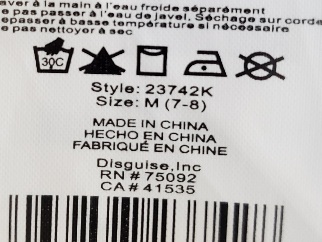 aver à la main à l'eau froide séparément
e pas passer à l'eau de javel. Séchage sur corde
epasser à basse température si nécessaire
e pas nettoyer à sec
30C
Style: 23742K
Size: M (7-8)
MADE IN CHINA
HECHO EN CHINA
FABRIQUÉ EN CHINE
Disguise,Inc
RN# 75092
CA# 41535